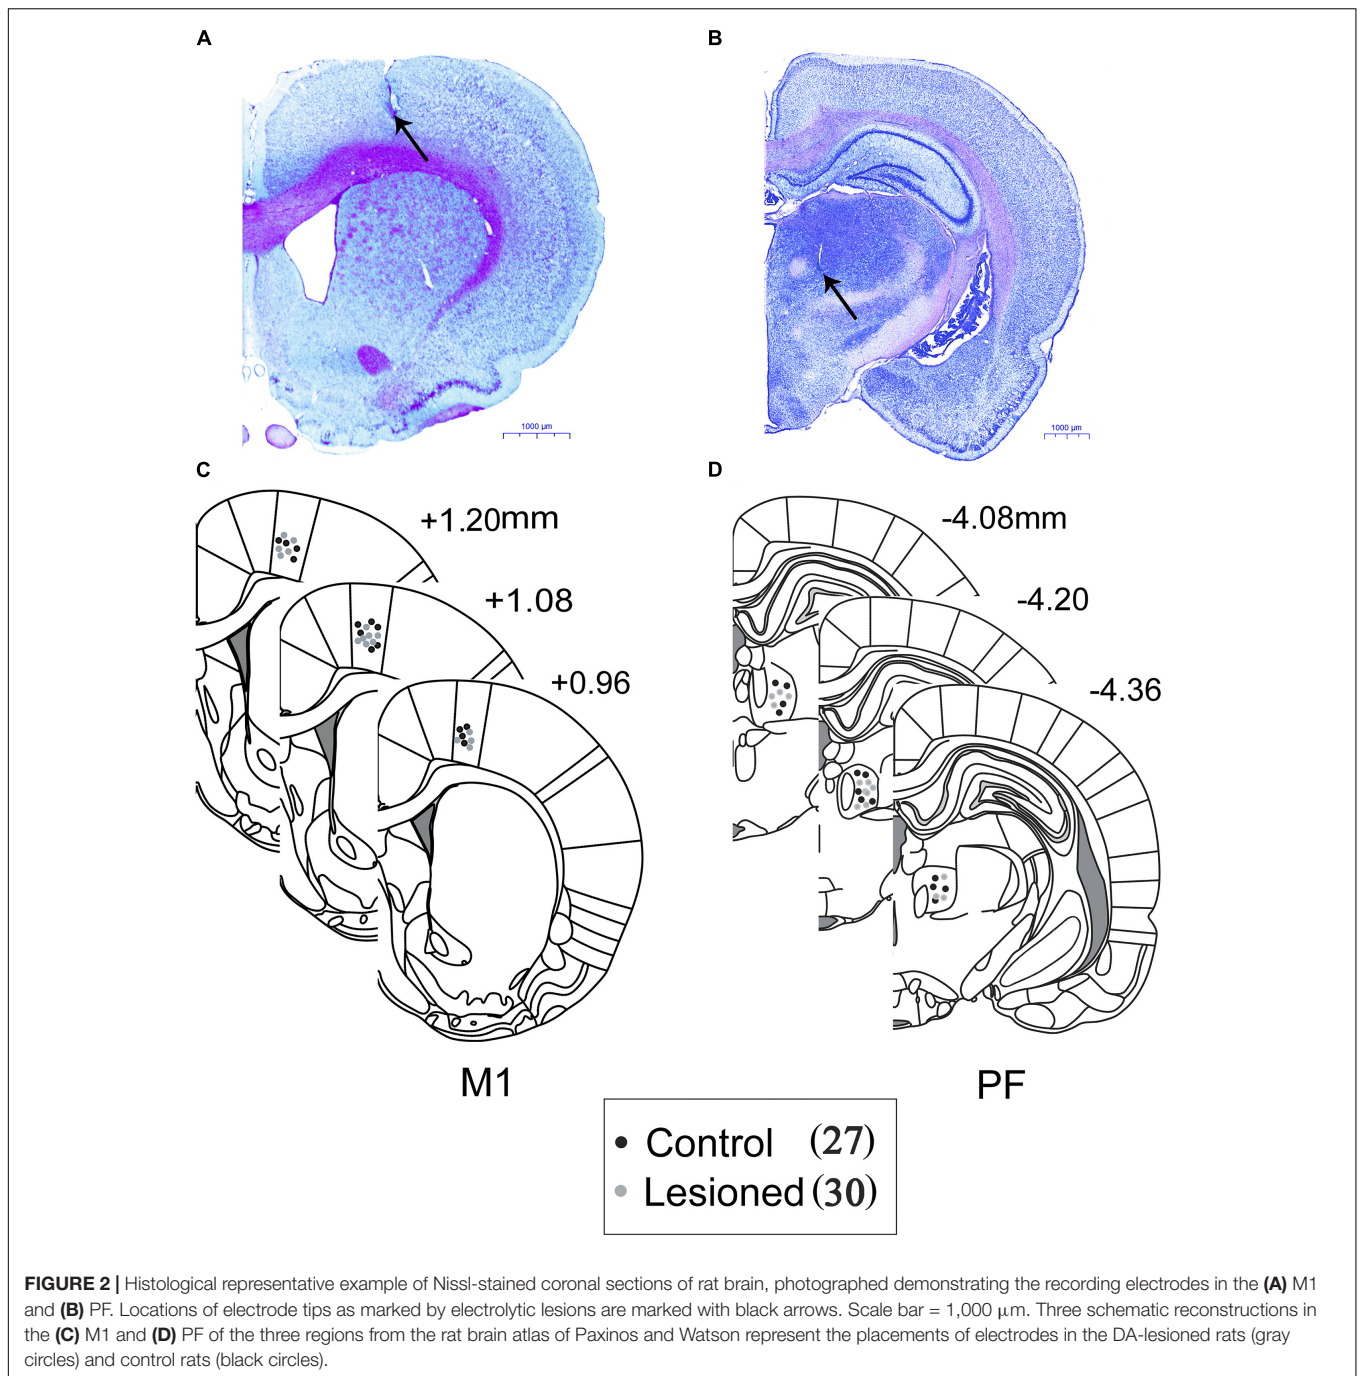 A
B
1000 µm
1000 µm
C
D
+1.20mm
+1.08
+0.96
-4.08mm
-4.20
-4.36
M1
PF
Control (27)
Lesioned (30)
FIGURE 2 | Histological representative example of Nissl-stained coronal sections of rat brain, photographed demonstrating the recording electrodes in the (A) M1
and (B) PF. Locations of electrode tips as marked by electrolytic lesions are marked with black arrows. Scale bar = 1,000 µm. Three schematic reconstructions in
the (C) M1 and (D) PF of the three regions from the rat brain atlas of Paxinos and Watson represent the placements of electrodes in the DA-lesioned rats (gray
circles) and control rats (black circles).